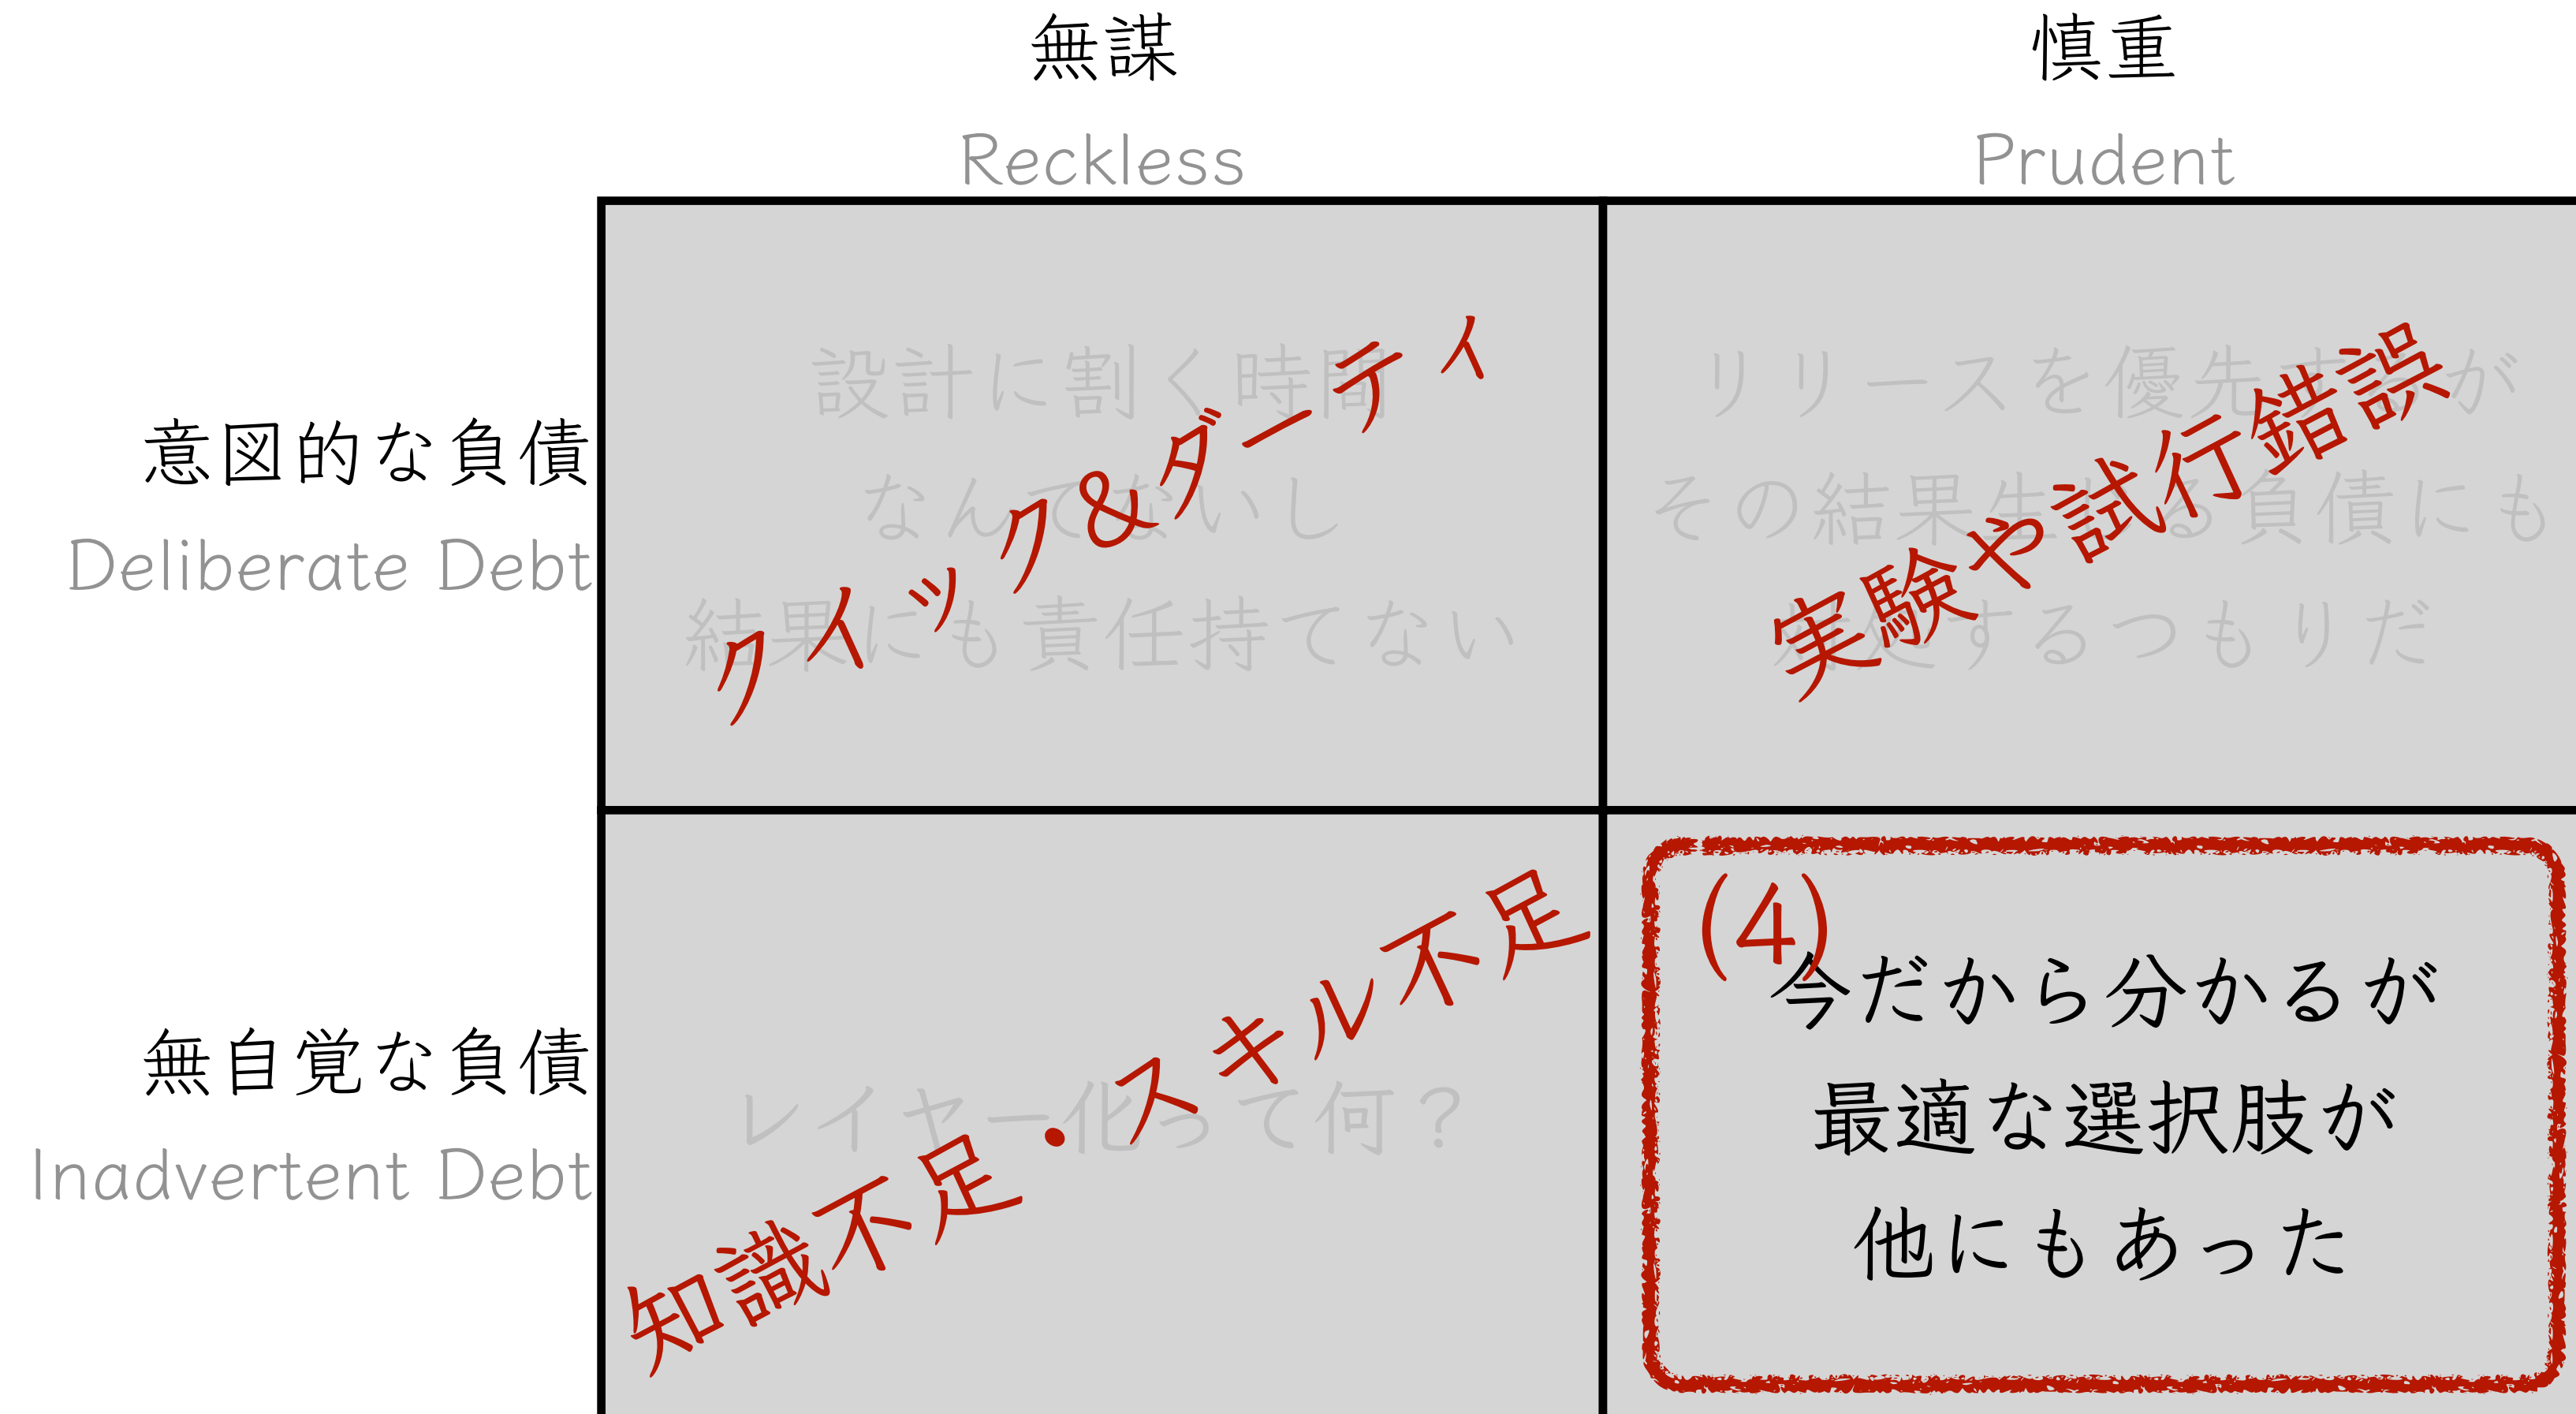 無謀
慎重
Reckless
Prudent
意図的な負債
Deliberate Debt
設計に割く時間
なんてないし
結果にも責任持てない
クイック&ダーティ
リリースを優先するが
その結果生じる負債にも
対処するつもりだ
実験や試行錯誤
無自覚な負債
Inadvertent Debt
レイヤー化って何？
知識不足・スキル不足
(4)
今だから分かるが
最適な選択肢が
他にもあった